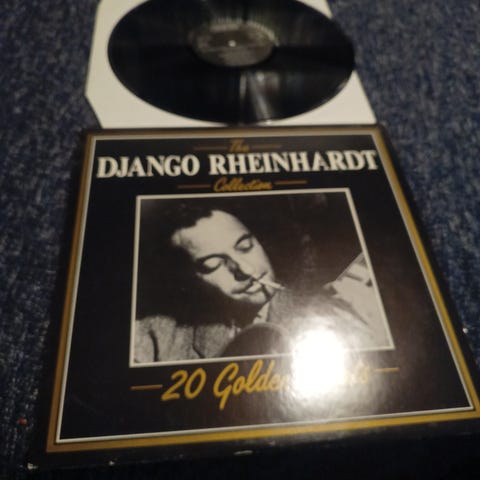 The
DJANGO RHEINHARDT
Collection
20 Golden